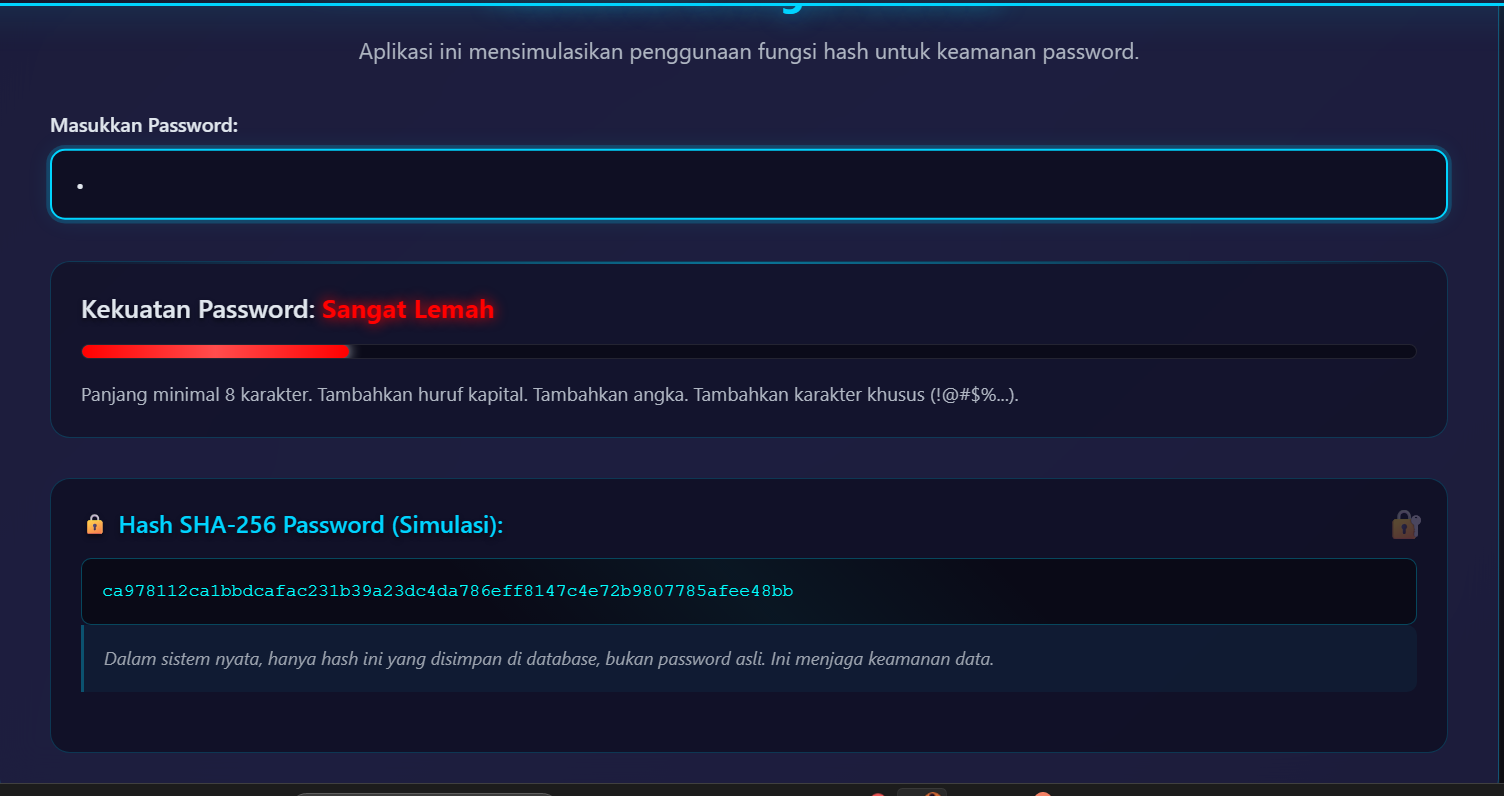 Aplikasi ini mensimulasikan penggunaan fungsi hash untuk keamanan password.
Masukkan Password:
•
Kekuatan Password: Sangat Lemah
Panjang minimal 8 karakter. Tambahkan huruf kapital. Tambahkan angka. Tambahkan karakter khusus (!@#$%...).
Hash SHA-256 Password (Simulasi):
ca978112ca1bbdcafac231b39a23dc4da786eff8147c4e72b9807785afee48bb
Dalam sistem nyata, hanya hash ini yang disimpan di database, bukan password asli. Ini menjaga keamanan data.